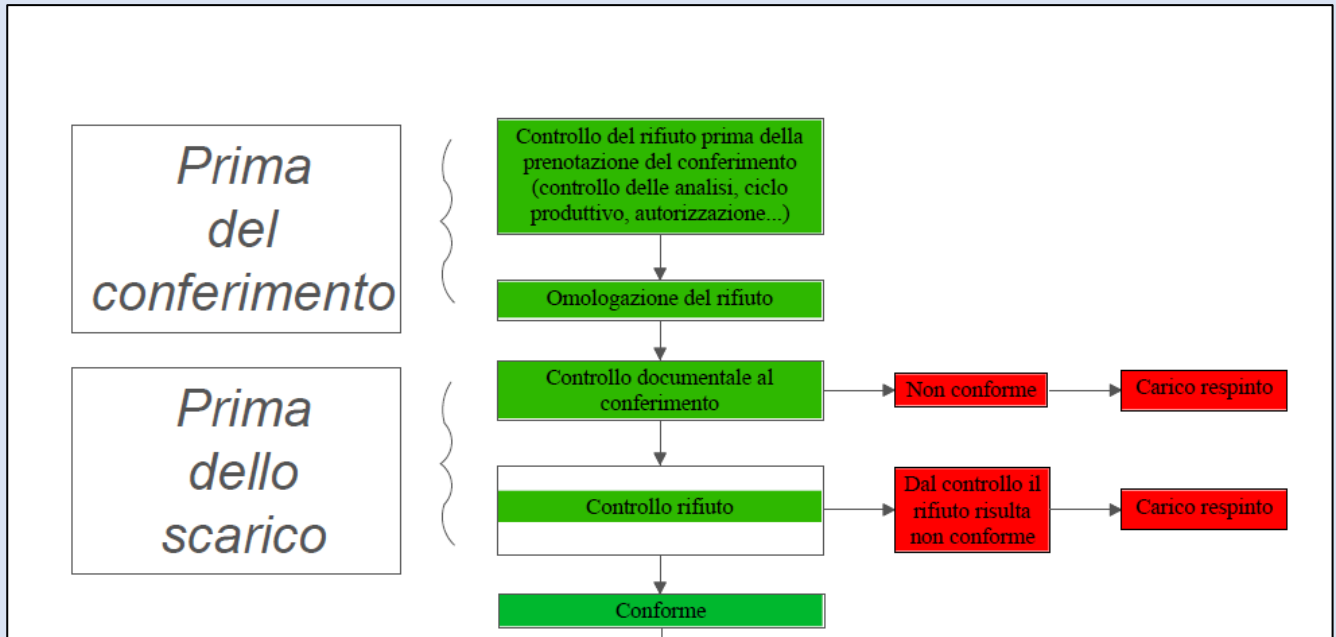 Prima
del
conferimento
Controllo del rifiuto prima della
prenotazione del conferimento
(controllo delle analisi, ciclo
produttivo, autorizzazione...)
Omologazione del rifiuto
Prima
dello
scarico
Controllo documentale al
conferimento
Non conforme
Carico respinto
Controllo rifiuto
Dal controllo il
rifiuto risulta
non conforme
Carico respinto
Conforme